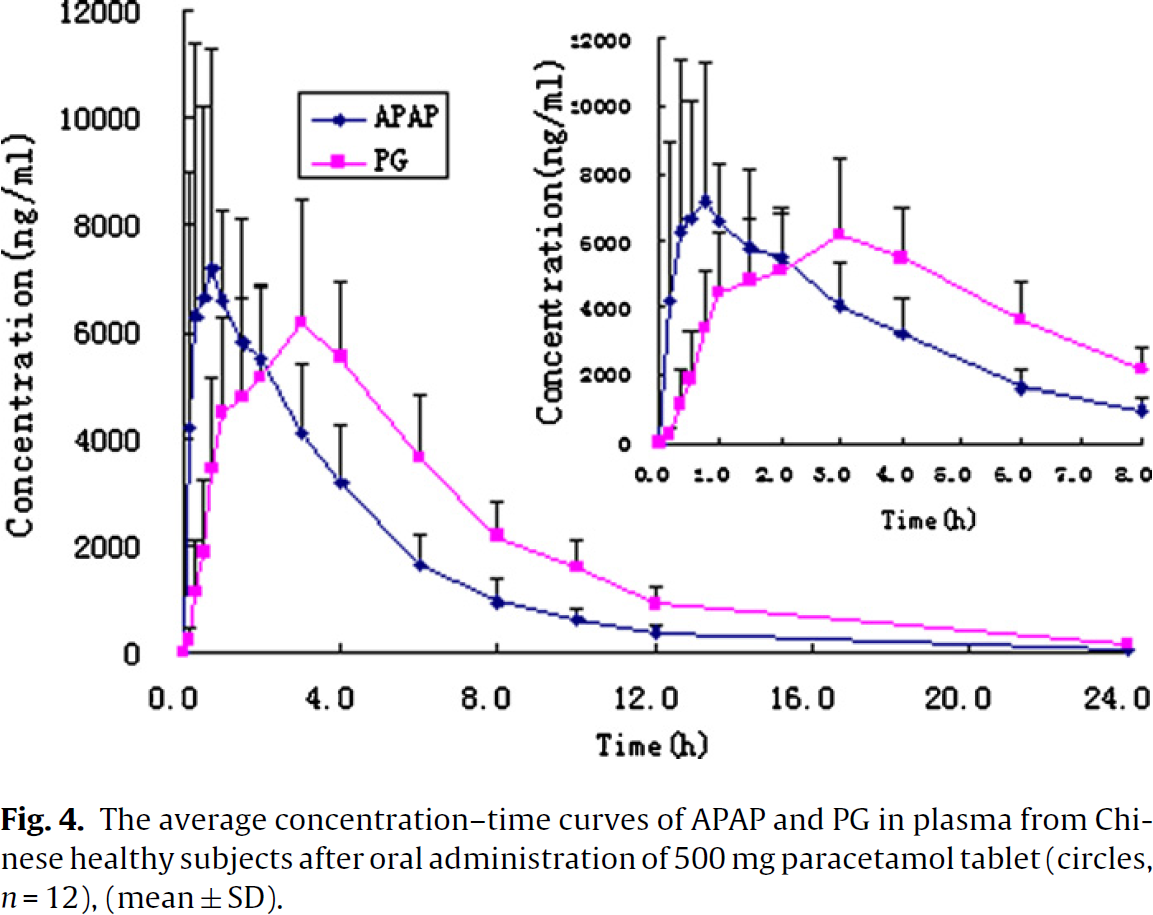 12000
10000
8000
6000
4000
2000
0
Concentration(ng/ml)
0.0 4.0 8.0 12.0 16.0 20.0 24.0
Time(h)
APAP
PG
12000
10000
8000
6000
4000
2000
0
Concentration(ng/ml)
0.0 1.0 2.0 3.0 4.0 5.0 6.0 7.0 8.0
Time(h)
Fig. 4. The average concentration–time curves of APAP and PG in plasma from Chi-
nese healthy subjects after oral administration of 500 mg paracetamol tablet (circles,
n = 12), (mean ± SD).